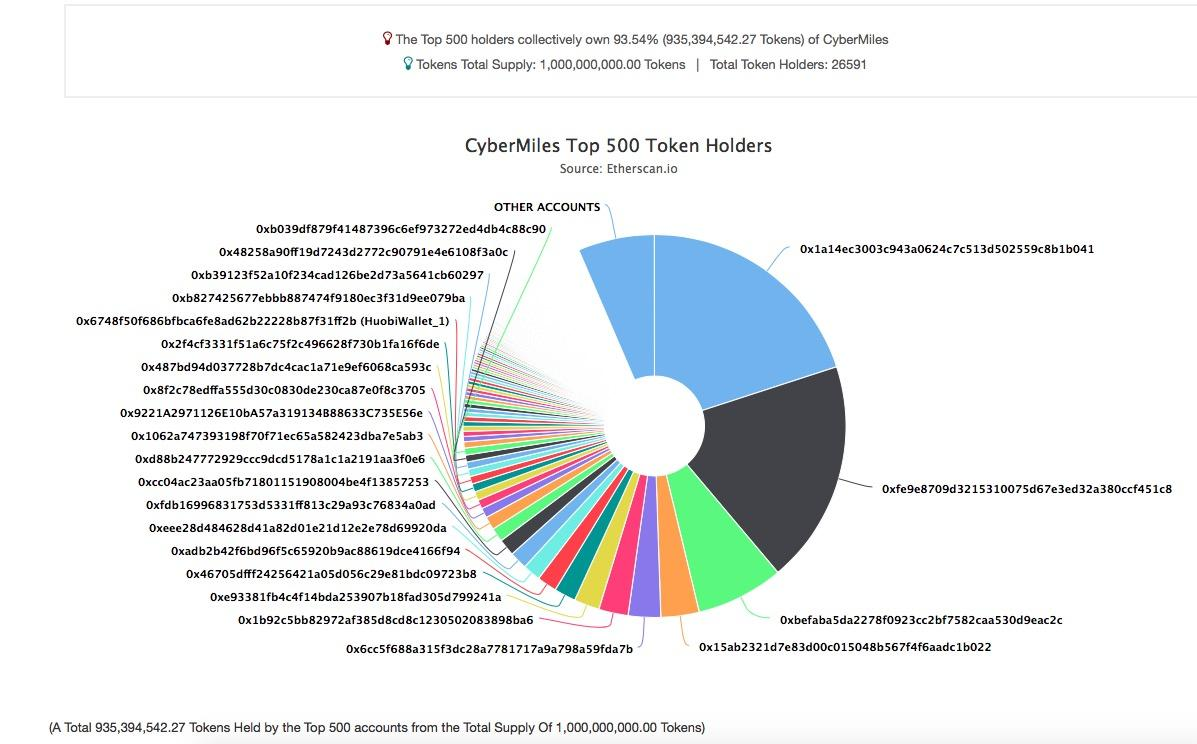 The Top 500 holders collectively own 93.54% (935,394,542.27 Tokens) of CyberMiles
Tokens Total Supply: 1,000,000,000.00 Tokens | Total Token Holders: 26591
CyberMiles Top 500 Token Holders
Source: Etherscan.io
OTHER ACCOUNTS
0xb039df879f41487396c6ef973272ed4db4c88c90
0x48258a90ff19d7243d2772c90791e4e6108f3a0c
0xb39123f52a10f234cad126be2d73a5641cb60297
0xb827425677ebbb887474f9180ec3f31d9ee079ba
0x6748f50f686bfbca6fe8ad62b22228b87f31ff2b (HuobiWallet_1)
0x2f4cf3331f51a6c75f2c496628f730b1fa16f6de
0x487bd94d037728b7dc4cac1a71e9ef6068ca593c
0x8f2c78edffa555d30c0830de230ca87e0f8c3705
0x9221A2971126E10bA57a319134B88633C735E56e
0x1062a747393198f70f71ec65a582423dba7e5ab3
0xd88b247772929ccc9dcd5178a1c1a2191aa3f0e6
0xcc04ac23aa05fb71801151908004be4f13857253
0xfdb16996831753d5331ff813c29a93c76834a0ad
0xeee28d484628d41a82d01e21d12e2e78d69920da
0xadb2b42f6bd96f5c65920b9ac88619dce4166f94
0x46705dfff24256421a05d056c29e81bdc09723b8
0xe93381fb4c4f14bda253907b18fad305d799241a
0x1b92c5bb82972af385d8cd8c1230502083898ba6
0x6cc5f688a315f3dc28a7781717a9a798a59fda7b
0x1a14ec3003c943a0624c7c513d502559c8b1b041
0xfe9e8709d3215310075d67e3ed32a380ccf451c8
0xbefaba5da2278f0923cc2bf7582caa530d9eac2c
0x15ab2321d7e83d00c015048b567f4f6aadc1b022
(A Total 935,394,542.27 Tokens Held by the Top 500 accounts from the Total Supply Of 1,000,000,000.00 Tokens)